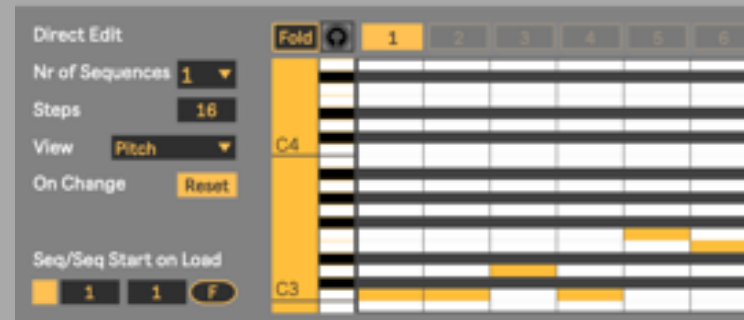 Direct Edit
Fold 1 2 3 4 5 6
Nr of Sequences 1
Steps 16
View Pitch
C4
On Change Reset
Seq/Seq Start on Load
1 1 F
C3